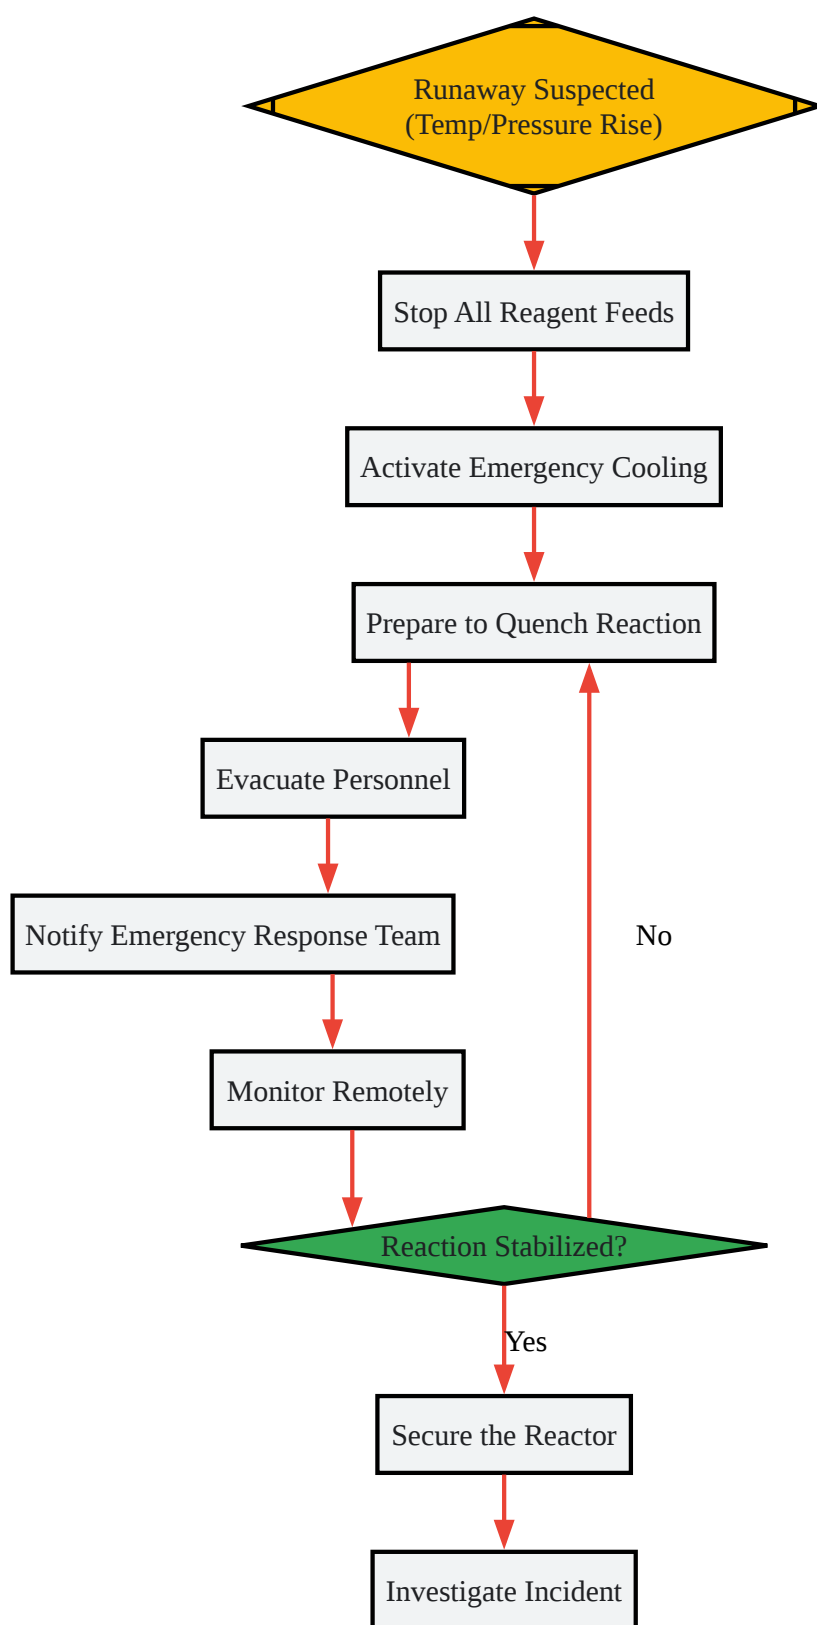 Runaway Suspected
(Temp/Pressure Rise)
Stop All Reagent Feeds
Activate Emergency Cooling
Prepare to Quench Reaction
Evacuate Personnel
Notify Emergency Response Team
No
Monitor Remotely
Reaction Stabilized?
Yes
Secure the Reactor
Investigate Incident